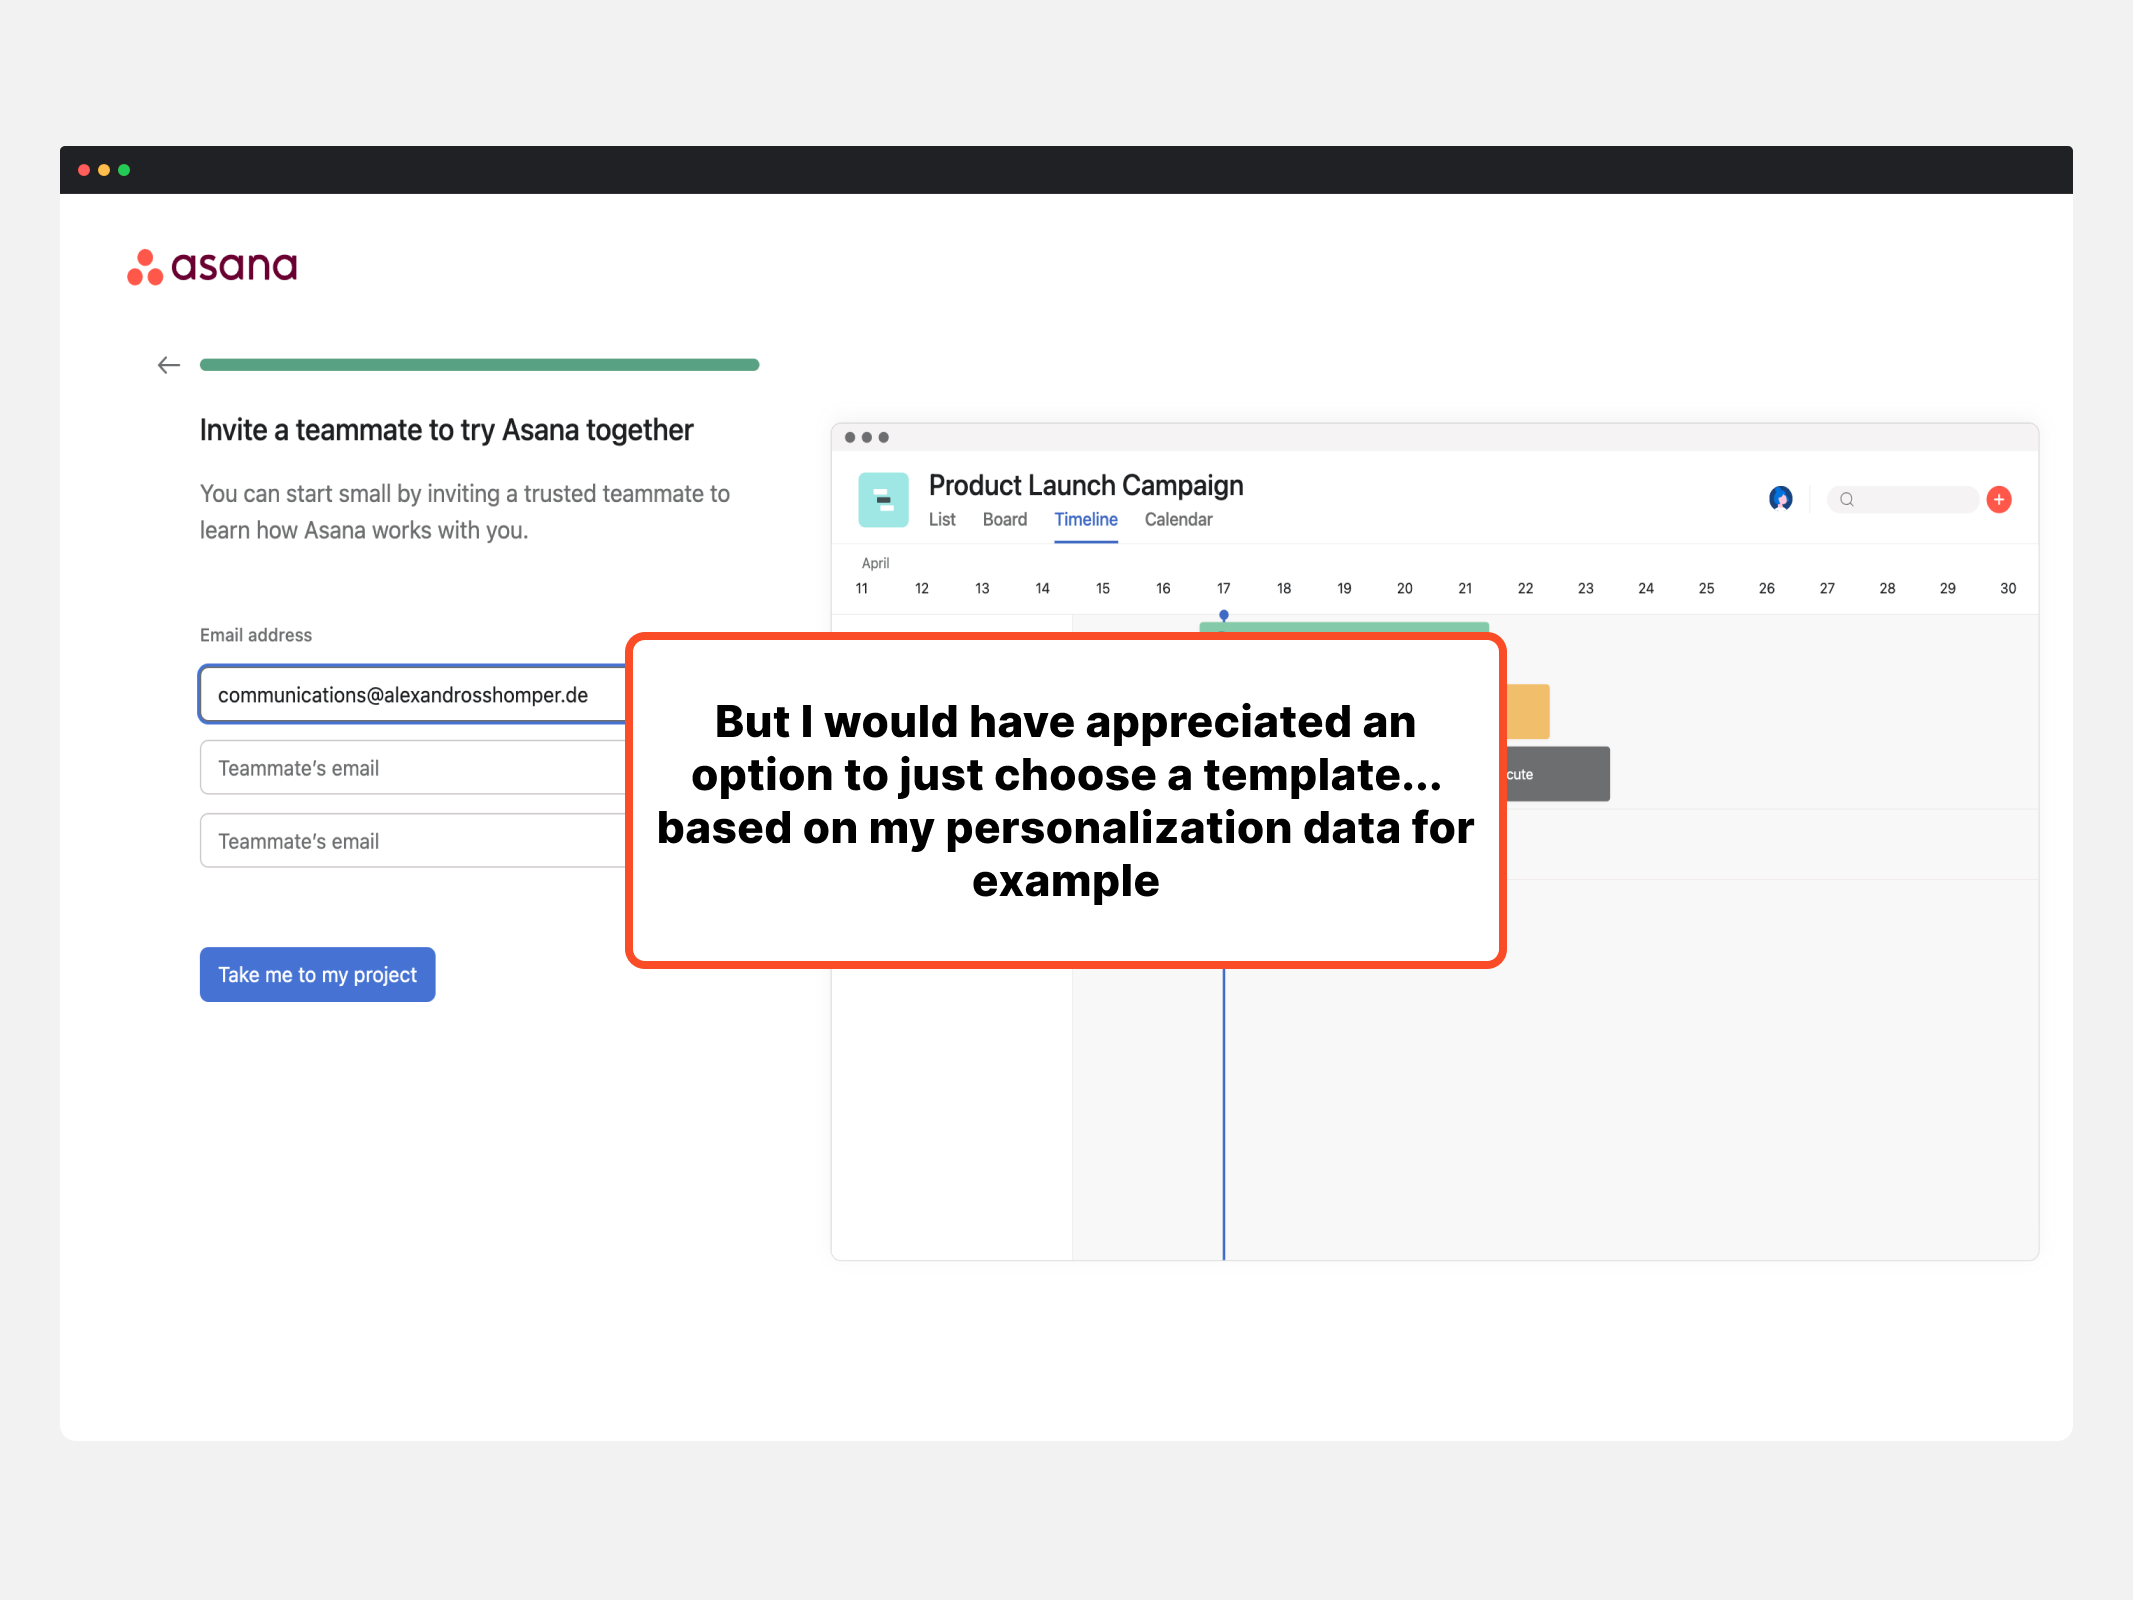 asana
Invite a teammate to try Asana together
You can start small by inviting a trusted teammate to
learn how Asana works with you.
Email address
communications@alexandrosshomper.de
Teammate's email
Teammate's email
Take me to my project
Product Launch Campaign
List Board Timeline Calendar
April
11 12 13 14 15 16 17 18 19 20 21 22 23 24 25 26 27 28 29 30
cute
But I would have appreciated an
option to just choose a template...
based on my personalization data for
example